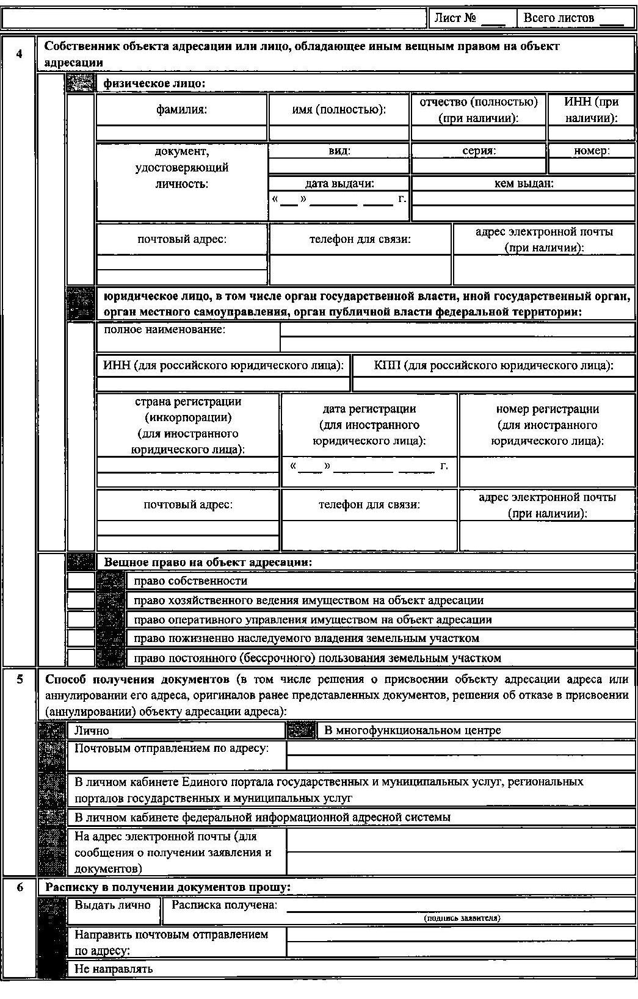 Лист № ___ Всего листов ___
4 Собственник объекта адресации или лицо, обладающее иным вещным правом на объект
адресации
физическое лицо:
фамилия: имя (полностью): отчество (полностью) (при наличии): ИНН (при наличии):
документ, удостоверяющий личность: вид: серия: номер:
дата выдачи: кем выдан:
« ___ » ______ ____ г.
почтовый адрес: телефон для связи: адрес электронной почты (при наличии):
юридическое лицо, в том числе орган государственной власти, иной государственный орган,
орган местного самоуправления, орган публичной власти федеральной территории:
полное наименование:
ИНН (для российского юридического лица): КПП (для российского юридического лица):
страна регистрации (инкорпорации) (для иностранного юридического лица): дата регистрации (для иностранного юридического лица): номер регистрации (для иностранного юридического лица):
« ___ » ________ _____ г.
почтовый адрес: телефон для связи: адрес электронной почты (при наличии):
Вещное право на объект адресации:
право собственности
право хозяйственного ведения имуществом на объект адресации
право оперативного управления имуществом на объект адресации
право пожизненно наследуемого владения земельным участком
право постоянного (бессрочного) пользования земельным участком
5 Способ получения документов (в том числе решения о присвоении объекту адресации адреса или
аннулировании его адреса, оригиналов ранее представленных документов, решения об отказе в присвоении
(аннулировании) объекту адресации адреса):
Лично В многофункциональном центре
Почтовым отправлением по адресу:
В личном кабинете Единого портала государственных и муниципальных услуг, региональных
порталов государственных и муниципальных услуг
В личном кабинете федеральной информационной адресной системы
На адрес электронной почты (для
сообщения о получении заявления и
документов)
6 Расписку в получении документов прошу:
Выдать лично Расписка получена: ______
(подпись заявителя)
Направить почтовым отправлением
по адресу:
Не направлять